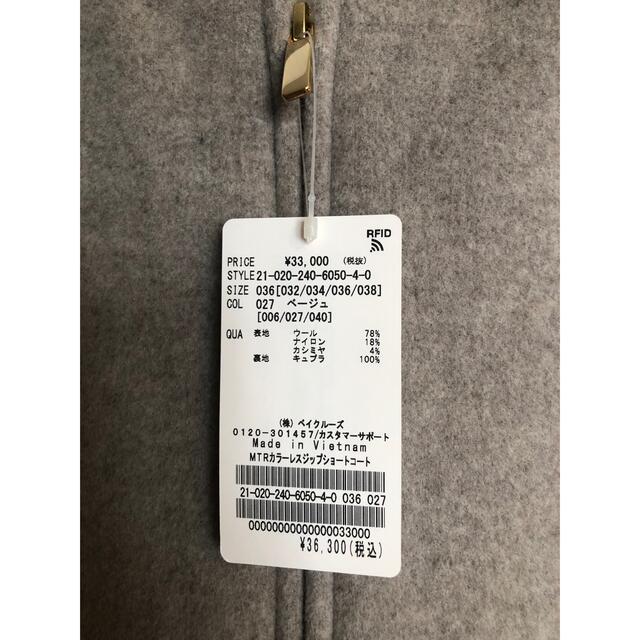 RFID
PRICE ¥33,000 (税抜)
STYLE 21-020-240-6050-4-0
SIZE 036[032/034/036/038]
COL 027 ベージュ
[006/027/040]
QUA 表地 ウール 78%
ナイロン 18%
カシミヤ 4%
裏地 キュプラ 100%
(株)ベイクルーズ
0120-301457/カスタマーサポート
Made in Vietnam
MTRカラーレスジップショートコート
21-020-240-6050-4-0 036 027
00000000000000033000
¥36,300(税込)